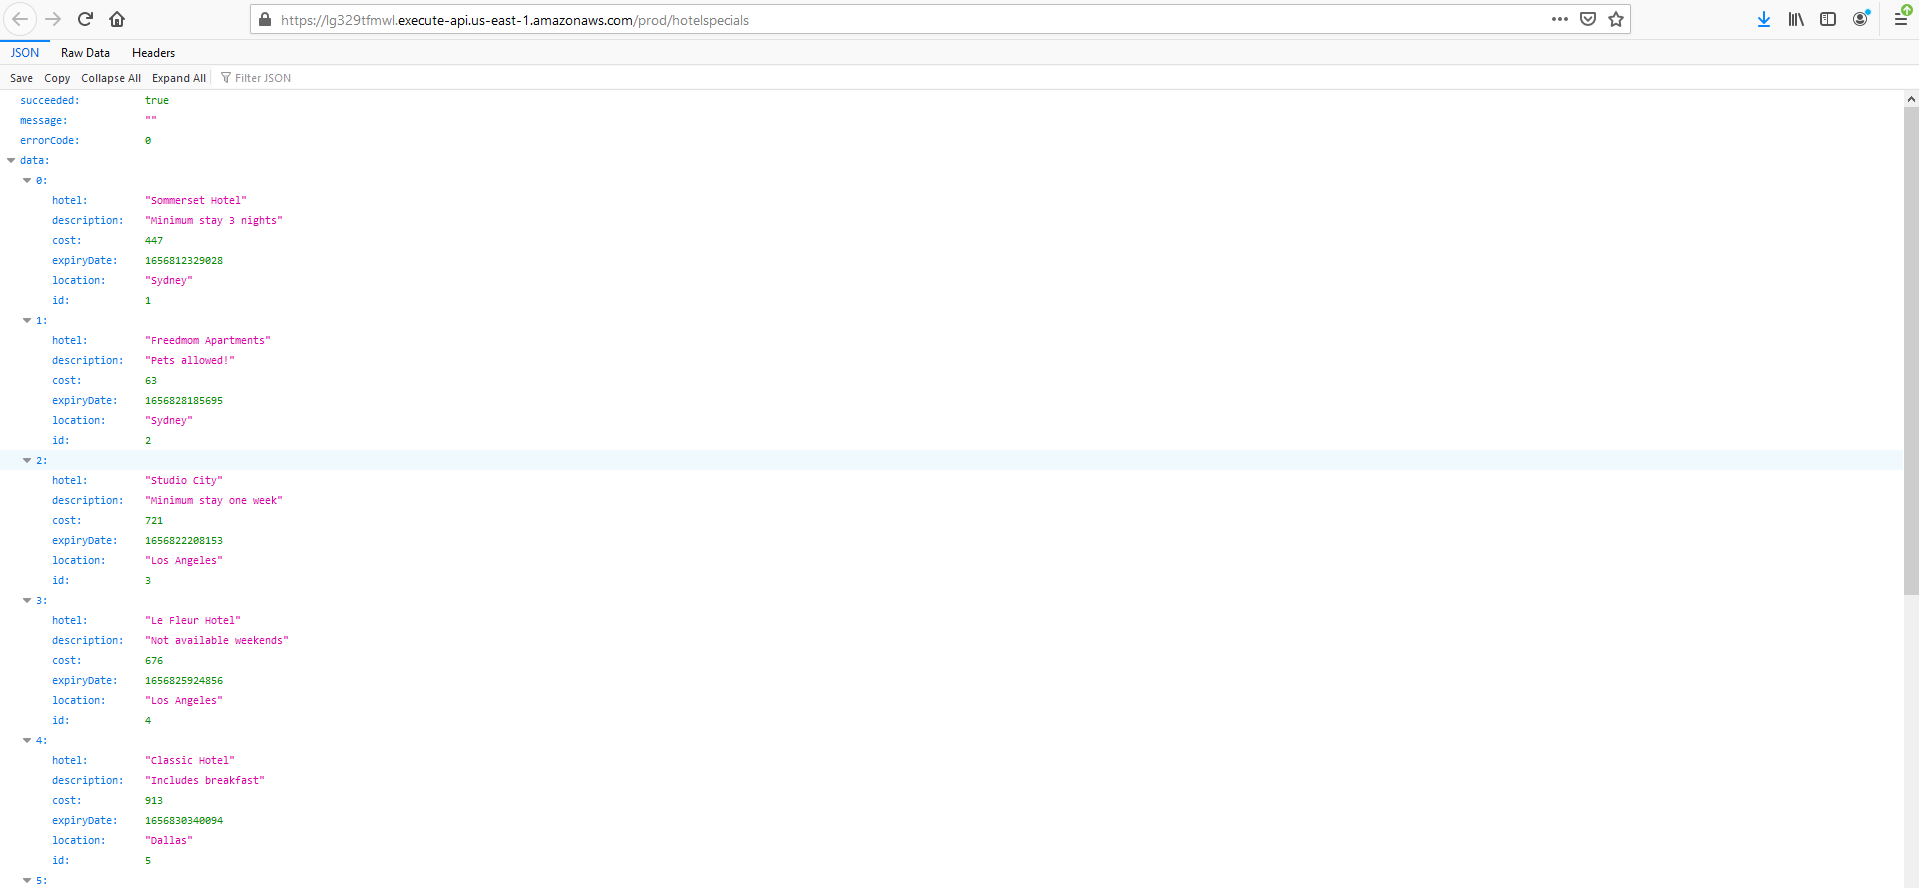 https://lg329tfmwl.execute-api.us-east-1.amazonaws.com/prod/hotelspecials
JSON Raw Data Headers
Save Copy Collapse All Expand All Filter JSON
succeeded: true
message: ""
errorCode: 0
data:
0:
hotel: "Sommerset Hotel"
description: "Minimum stay 3 nights"
cost: 447
expiryDate: 1656812329028
location: "Sydney"
id: 1
1:
hotel: "Freedmom Apartments"
description: "Pets allowed!"
cost: 63
expiryDate: 1656828185695
location: "Sydney"
id: 2
2:
hotel: "Studio City"
description: "Minimum stay one week"
cost: 721
expiryDate: 1656822208153
location: "Los Angeles"
id: 3
3:
hotel: "Le Fleur Hotel"
description: "Not available weekends"
cost: 676
expiryDate: 1656825924856
location: "Los Angeles"
id: 4
4:
hotel: "Classic Hotel"
description: "Includes breakfast"
cost: 913
expiryDate: 1656830340094
location: "Dallas"
id: 5
5: